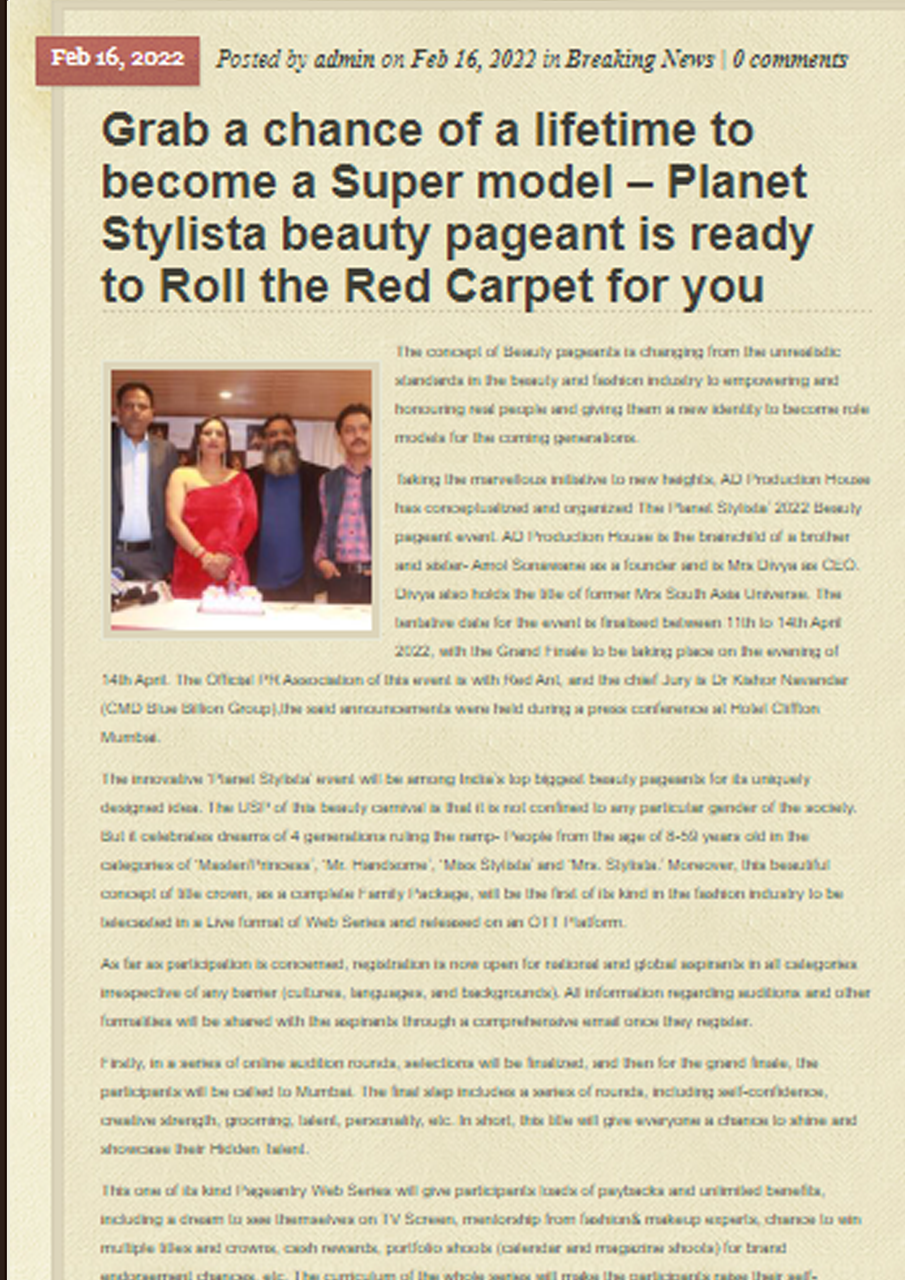 Feb 16, 2022
Posted by admin on Feb 16, 2022 in Breaking News | 0 comments
Grab a chance of a lifetime to
become a Super model – Planet
Stylista beauty pageant is ready
to Roll the Red Carpet for you
The concept of Beauty pageants is changing from the unrealistic
standards in the beauty and fashion industry to empowering and
honouring real people and giving them a new identity to become role
models for the coming generations.
Taking the marvellous initiative to new heights, AD Production House
has conceptualized and organized The Planet Stylista' 2022 Beauty
pageant event. AD Production House is the brainchild of a brother
and sister- Amol Sonawane as a founder and is Mrs Divya as CEO.
Divya also holds the title of former Mrs South Asia Universe. The
tentative date for the event is finalised between 11th to 14th April
2022, with the Grand Finale to be taking place on the evening of
14th April. The Official PR Association of this event is with Red Ant, and the chief Jury is Dr Kishor Navandar
(CMD Blue Billion Group),the said announcements were held during a press conference at Hotel Cliffton
Mumbai.
The innovative 'Planet Stylista' event will be among India's top biggest beauty pageants for its uniquely
designed idea. The USP of this beauty carnival is that it is not confined to any particular gender of the society.
But it celebrates dreams of 4 generations ruling the ramp- People from the age of 8-59 years old in the
categories of 'Master/Princess', 'Mr. Handsome', 'Miss Stylista' and 'Mrs. Stylista.' Moreover, this beautiful
concept of title crown, as a complete Family Package, will be the first of its kind in the fashion industry to be
telecasted in a Live format of Web Series and released on an OTT Platform.
As far as participation is concerned, registration is now open for national and global aspirants in all categories
irrespective of any barrier (cultures, languages, and backgrounds). All information regarding auditions and other
formalities will be shared with the aspirants through a comprehensive email once they register.
Firstly, in a series of online audition rounds, selections will be finalized, and then for the grand finale, the
participants will be called to Mumbai. The final step includes a series of rounds, including self-confidence,
creative strength, grooming, talent, personality, etc. In short, this title will give everyone a chance to shine and
showcase their Hidden Talent.
This one of its kind Pageantry Web Series will give participants loads of paybacks and unlimited benefits,
including a dream to see themselves on TV Screen, mentorship from fashion& makeup experts, chance to win
multiple titles and crowns, cash rewards, portfolio shoots (calendar and magazine shoots) for brand
endorsement chances, etc. The curriculum of the whole series will make the participants raise their self-